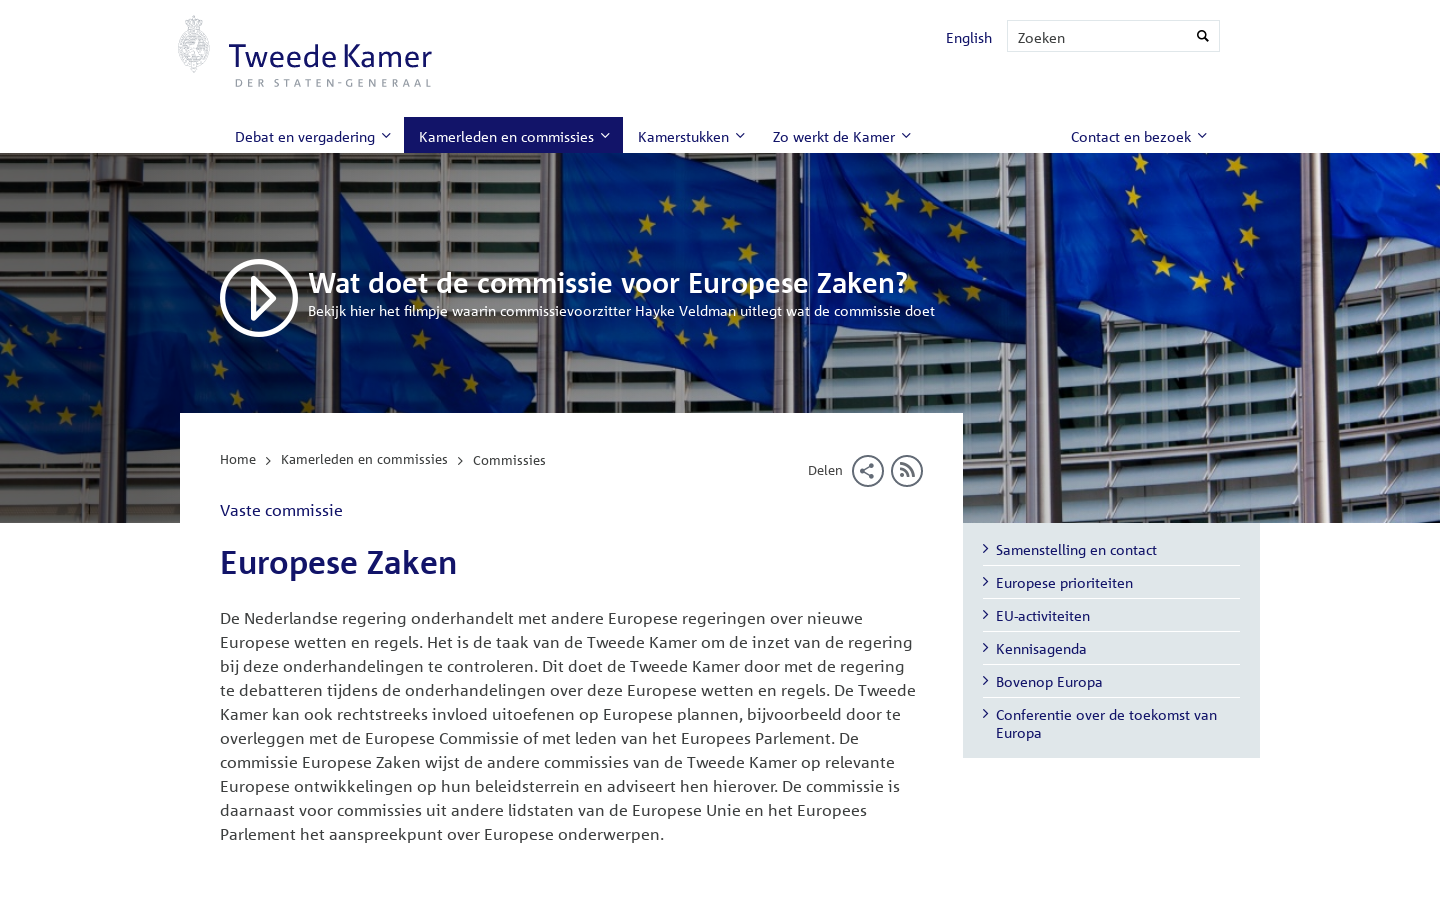 Tweede Kamer
DER STATEN-GENERAAL
English
Zoeken
Debat en vergadering
Kamerleden en commissies
Kamerstukken
Zo werkt de Kamer
Contact en bezoek
Wat doet de commissie voor Europese Zaken?
Bekijk hier het filmpje waarin commissievoorzitter Hayke Veldman uitlegt wat de commissie doet
Home
Kamerleden en commissies
Commissies
Delen
Vaste commissie
Europese Zaken
De Nederlandse regering onderhandelt met andere Europese regeringen over nieuwe
Europese wetten en regels. Het is de taak van de Tweede Kamer om de inzet van de regering
bij deze onderhandelingen te controleren. Dit doet de Tweede Kamer door met de regering
te debatteren tijdens de onderhandelingen over deze Europese wetten en regels. De Tweede
Kamer kan ook rechtstreeks invloed uitoefenen op Europese plannen, bijvoorbeeld door te
overleggen met de Europese Commissie of met leden van het Europees Parlement. De
commissie Europese Zaken wijst de andere commissies van de Tweede Kamer op relevante
Europese ontwikkelingen op hun beleidsterrein en adviseert hen hierover. De commissie is
daarnaast voor commissies uit andere lidstaten van de Europese Unie en het Europees
Parlement het aanspreekpunt over Europese onderwerpen.
Samenstelling en contact
Europese prioriteiten
EU-activiteiten
Kennisagenda
Bovenop Europa
Conferentie over de toekomst van
Europa